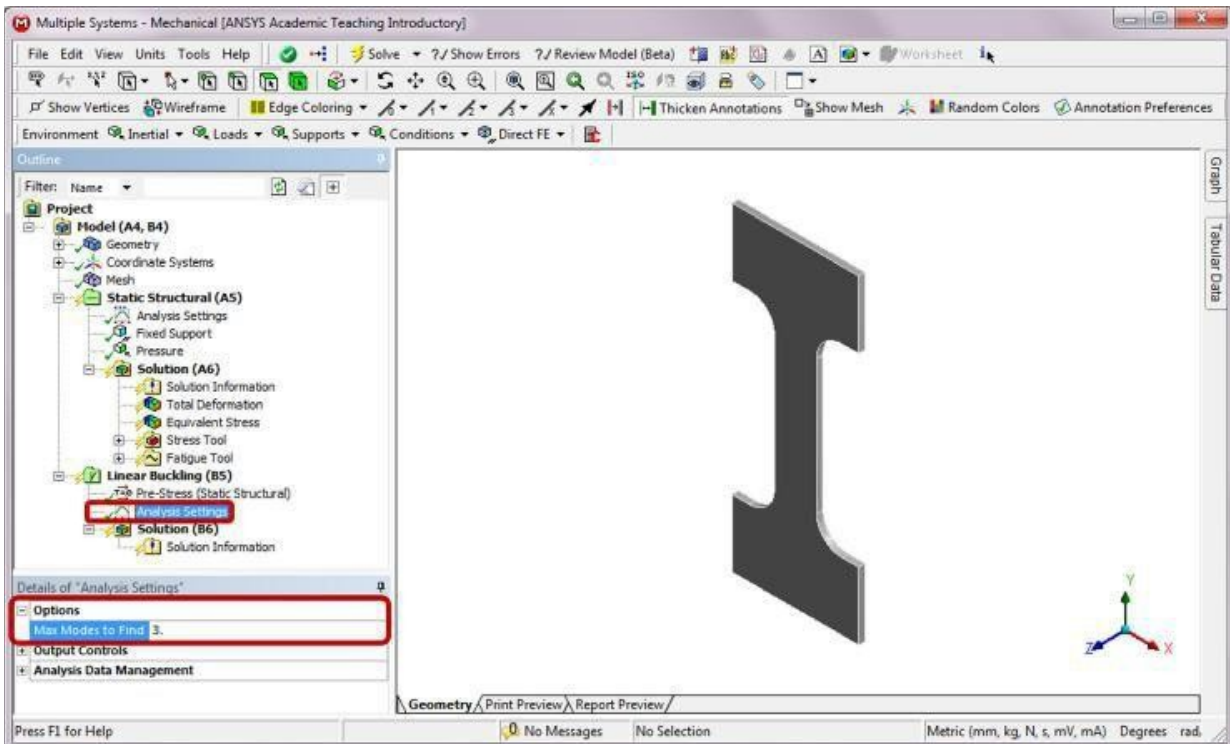 Multiple Systems - Mechanical [ANSYS Academic Teaching Introductory]
File Edit View Units Tools Help Solve ?/ Show Errors ?/ Review Model (Beta) A Worksheet
Show Vertices Wireframe Edge Coloring Thicken Annotations Show Mesh Random Colors Annotation Preferences
Environment Inertial Loads Supports Conditions Direct FE
Outline
Filter: Name
Project
Model (A4, B4)
Geometry
Coordinate Systems
Mesh
Static Structural (A5)
Analysis Settings
Fixed Support
Pressure
Solution (A6)
Solution Information
Total Deformation
Equivalent Stress
Stress Tool
Fatigue Tool
Linear Buckling (B5)
Pre-Stress (Static Structural)
Analysis Settings
Solution (B6)
Solution Information
Details of "Analysis Settings"
Options
Max Modes to Find 3.
Output Controls
Analysis Data Management
Graph
Tabular Data
Y
Z X
Geometry Print Preview Report Preview
Press F1 for Help 0 No Messages No Selection Metric (mm, kg, N, s, mV, mA) Degrees rad